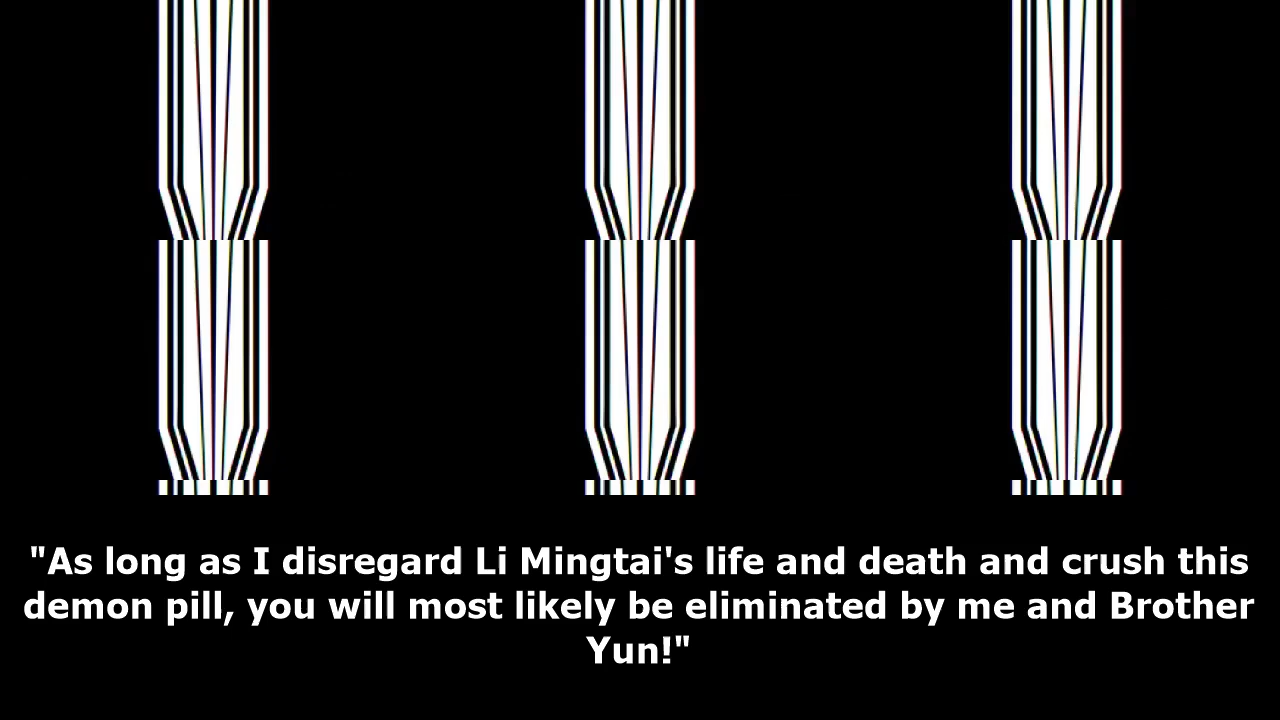 "As long as I disregard Li Mingtai's life and death and crush this
demon pill, you will most likely be eliminated by me and Brother
Yun!"